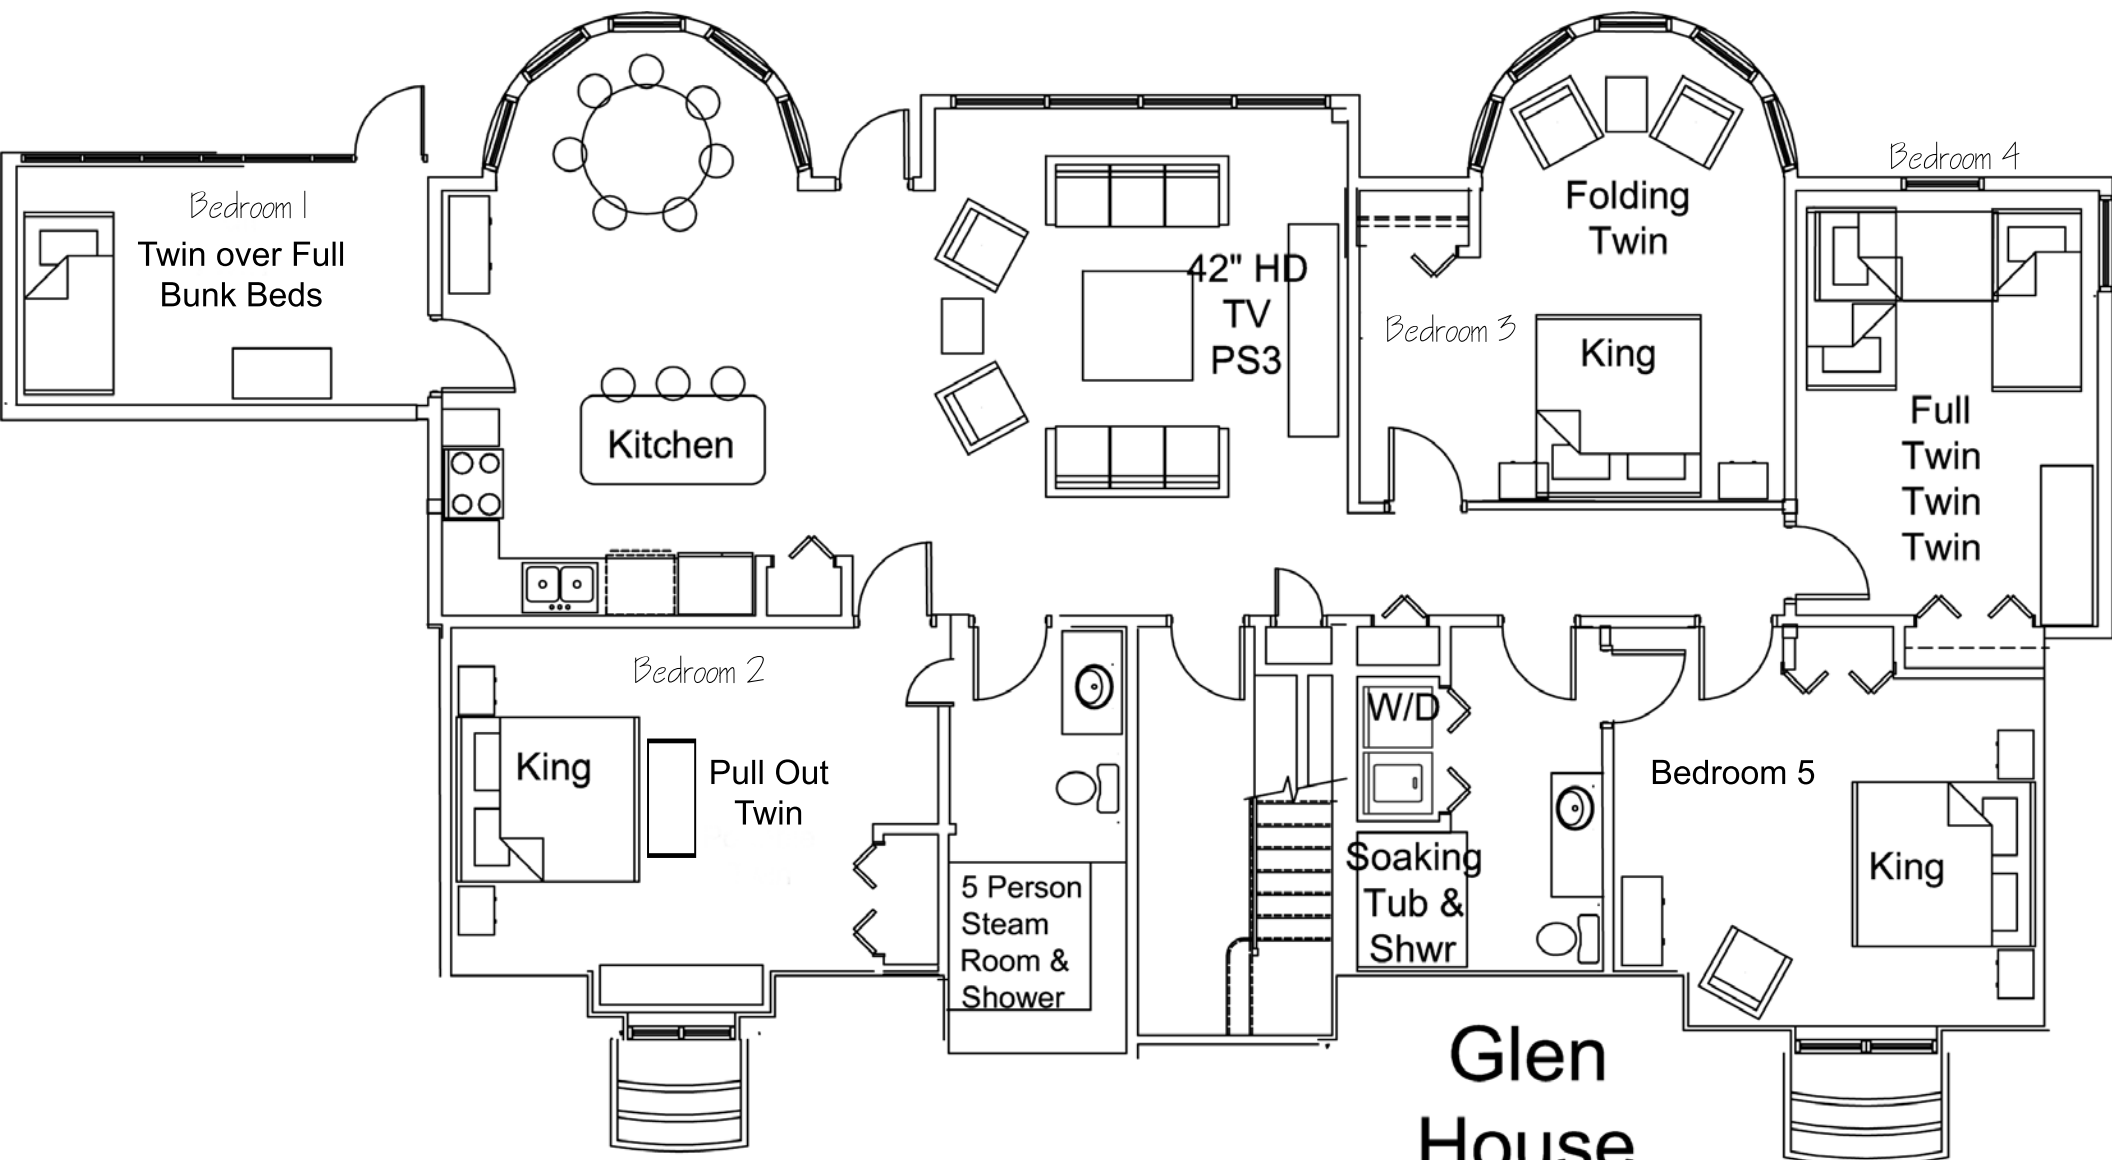 Bedroom 1
Twin over Full
Bunk Beds
Kitchen
42" HD
TV
PS3
Folding
Twin
Bedroom 3
King
Bedroom 4
Full
Twin
Twin
Twin
Bedroom 2
King
Pull Out
Twin
5 Person
Steam
Room &
Shower
W/D
Soaking
Tub &
Shwr
Bedroom 5
King
Glen
House